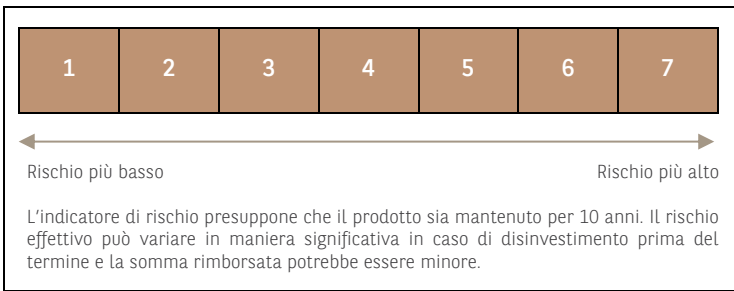 1 2 3 4 5 6 7
Rischio più basso Rischio più alto
L'indicatore di rischio presuppone che il prodotto sia mantenuto per 10 anni. Il rischio
effettivo può variare in maniera significativa in caso di disinvestimento prima del
termine e la somma rimborsata potrebbe essere minore.